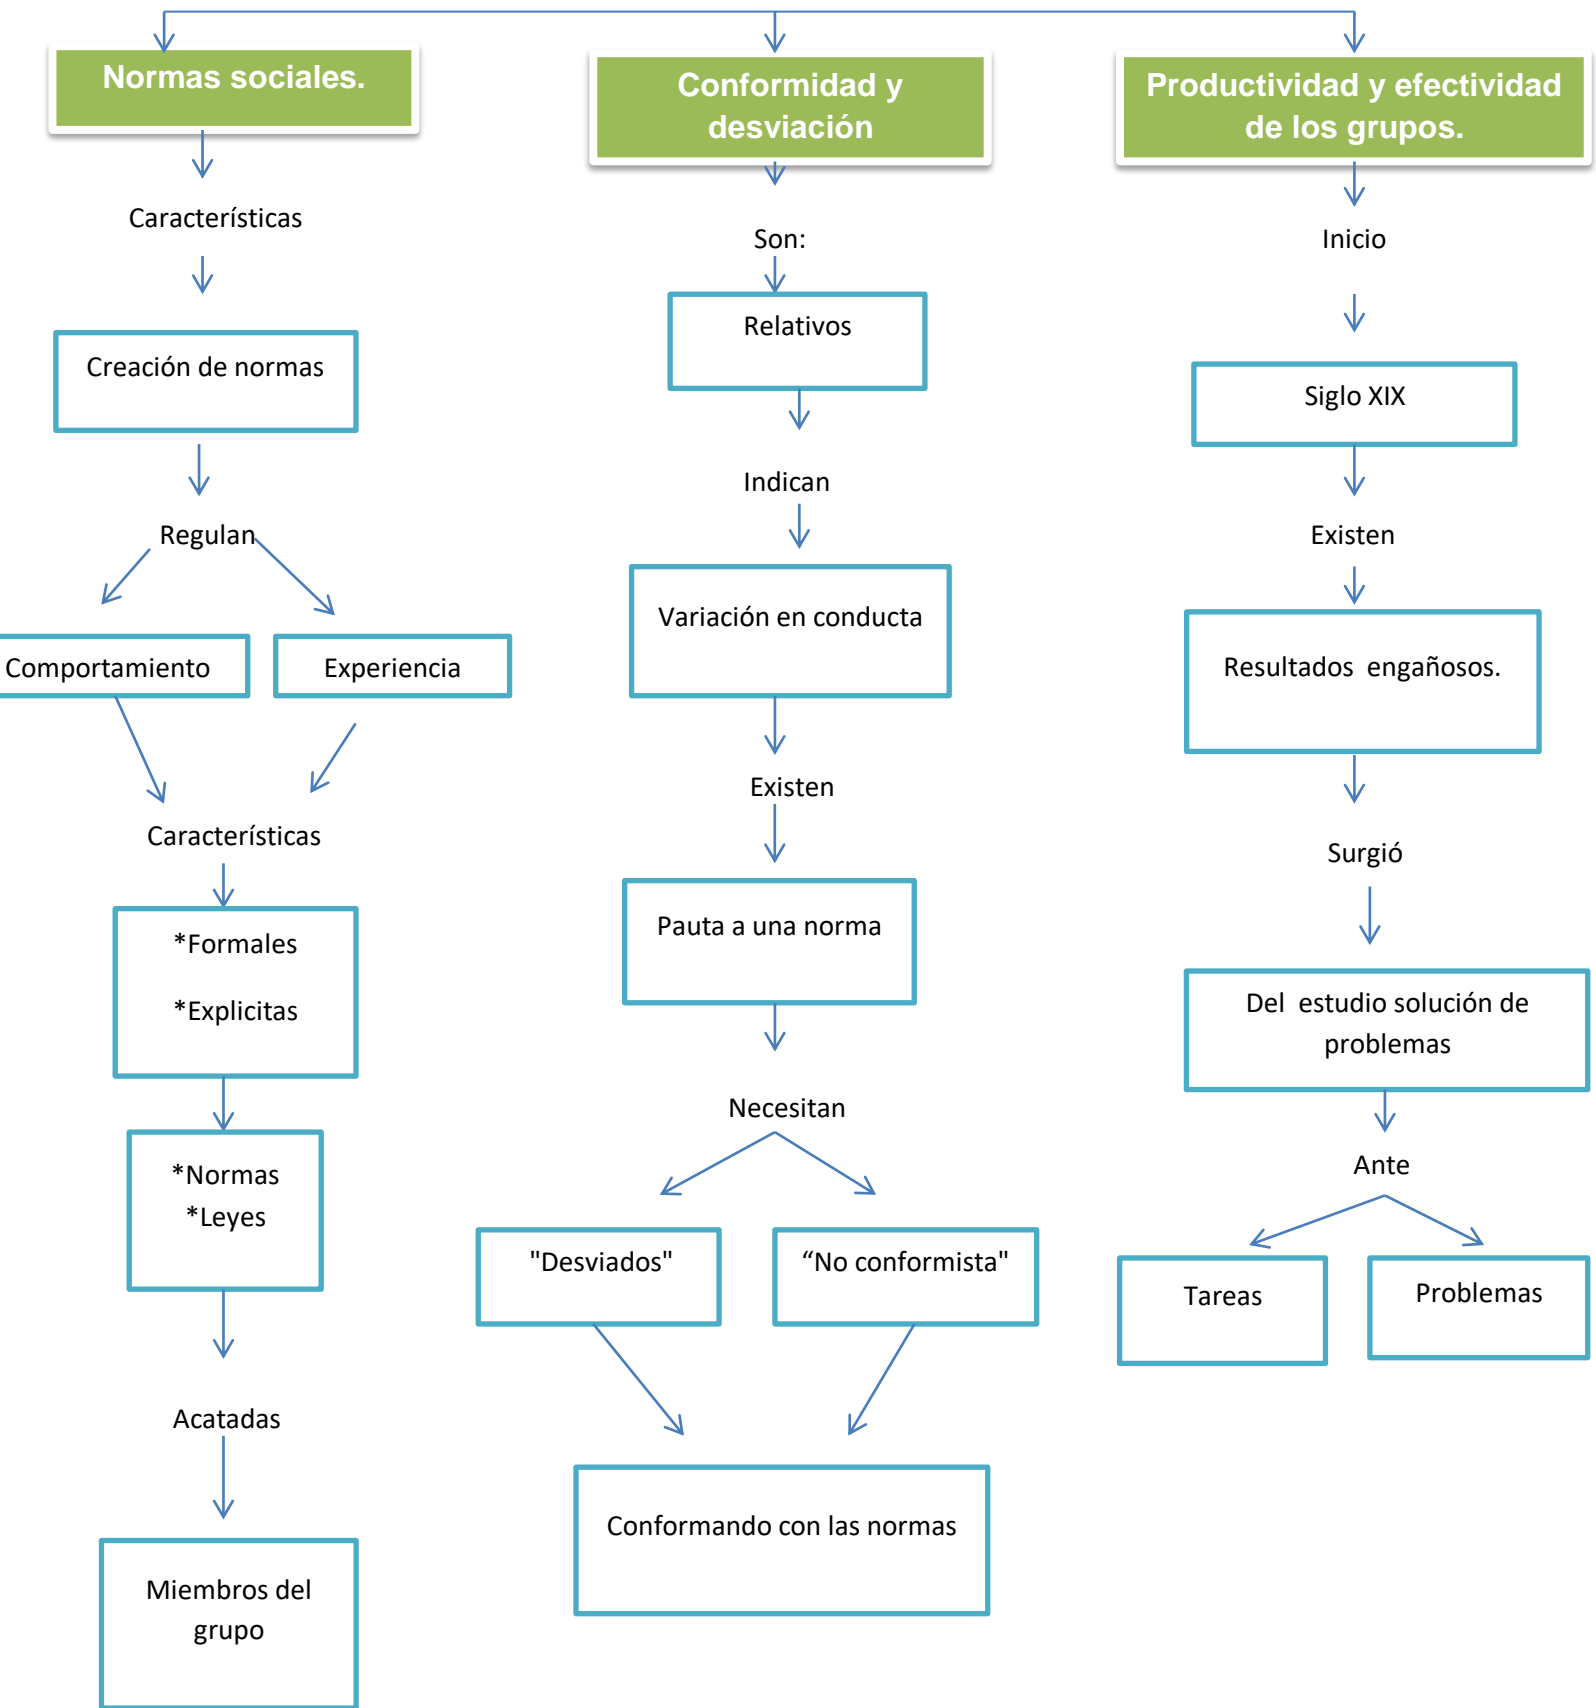 Normas sociales.
Características
Creación de normas
Regulan
Comportamiento
Experiencia
Características
*Formales
*Explicitas
*Normas
*Leyes
Acatadas
Miembros del
grupo
Conformidad y
desviación
Son:
Relativos
Indican
Variación en conducta
Existen
Pauta a una norma
Necesitan
"Desviados"
“No conformista"
Conformando con las normas
Productividad y efectividad
de los grupos.
Inicio
Siglo XIX
Existen
Resultados engañosos.
Surgió
Del estudio solución de
problemas
Ante
Tareas
Problemas